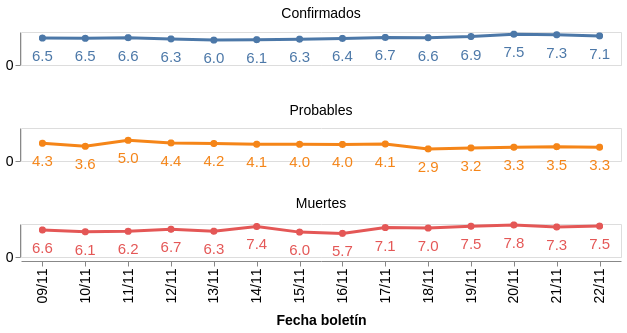 Confirmados
0
6.5 6.5 6.6 6.3 6.0 6.1 6.3 6.4 6.7 6.6 6.9 7.5 7.3 7.1
Probables
0
4.3 3.6 5.0 4.4 4.2 4.1 4.0 4.0 4.1 2.9 3.2 3.3 3.5 3.3
Muertes
6.6 6.1 6.2 6.7 6.3 7.4 6.0 5.7 7.1 7.0 7.5 7.8 7.3 7.5
0
09/11 10/11 11/11 12/11 13/11 14/11 15/11 16/11 17/11 18/11 19/11 20/11 21/11 22/11
Fecha boletín